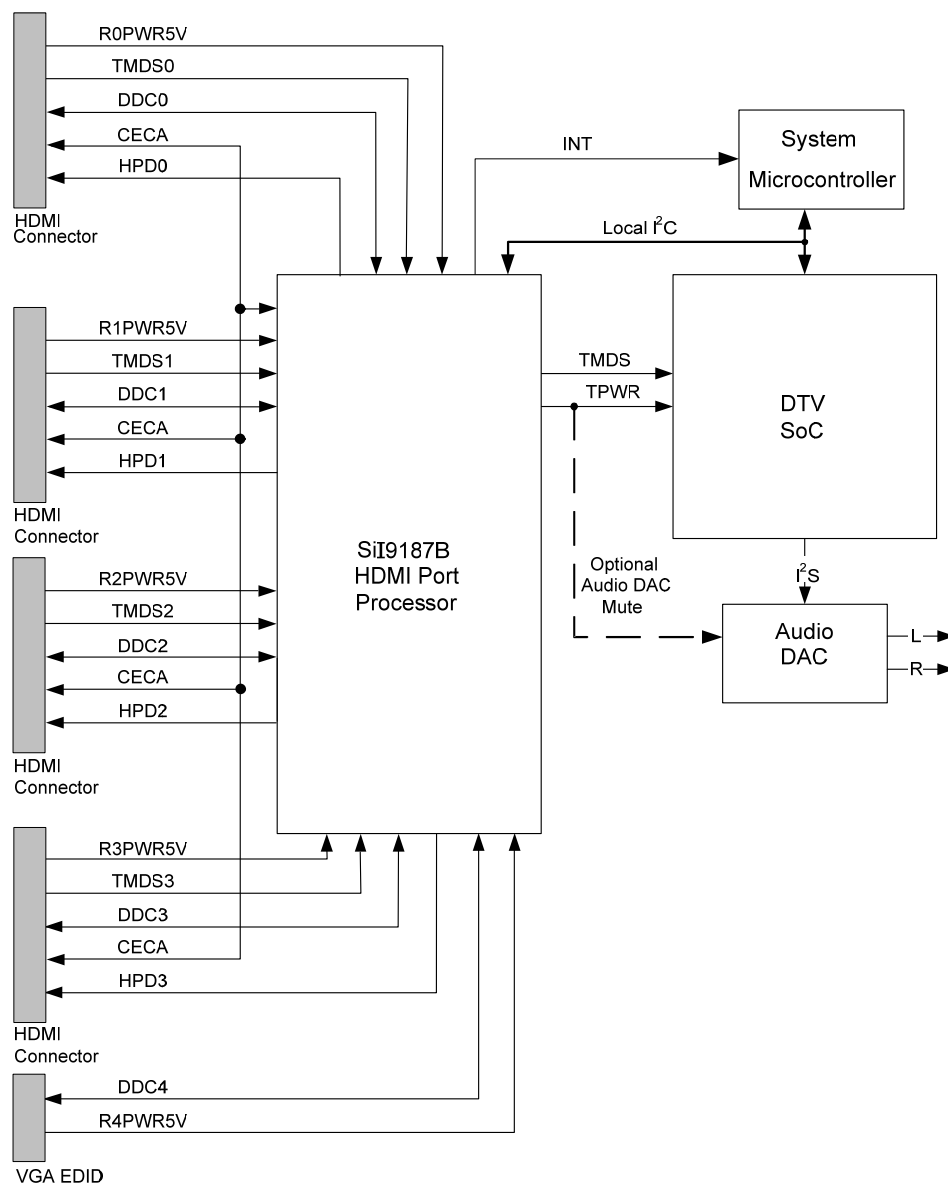 R0PWR5V
TMDS0
DDC0
CECA
HPD0
HDMI
Connector
R1PWR5V
TMDS1
DDC1
CECA
HPD1
HDMI
Connector
R2PWR5V
TMDS2
DDC2
CECA
HPD2
HDMI
Connector
R3PWR5V
TMDS3
DDC3
CECA
HPD3
HDMI
Connector
DDC4
R4PWR5V
VGA EDID
SiI9187B
HDMI Port
Processor
INT
System
Microcontroller
Local I²C
TMDS
TPWR
DTV
SoC
Optional
Audio DAC
Mute
I²S
Audio
DAC
L
R